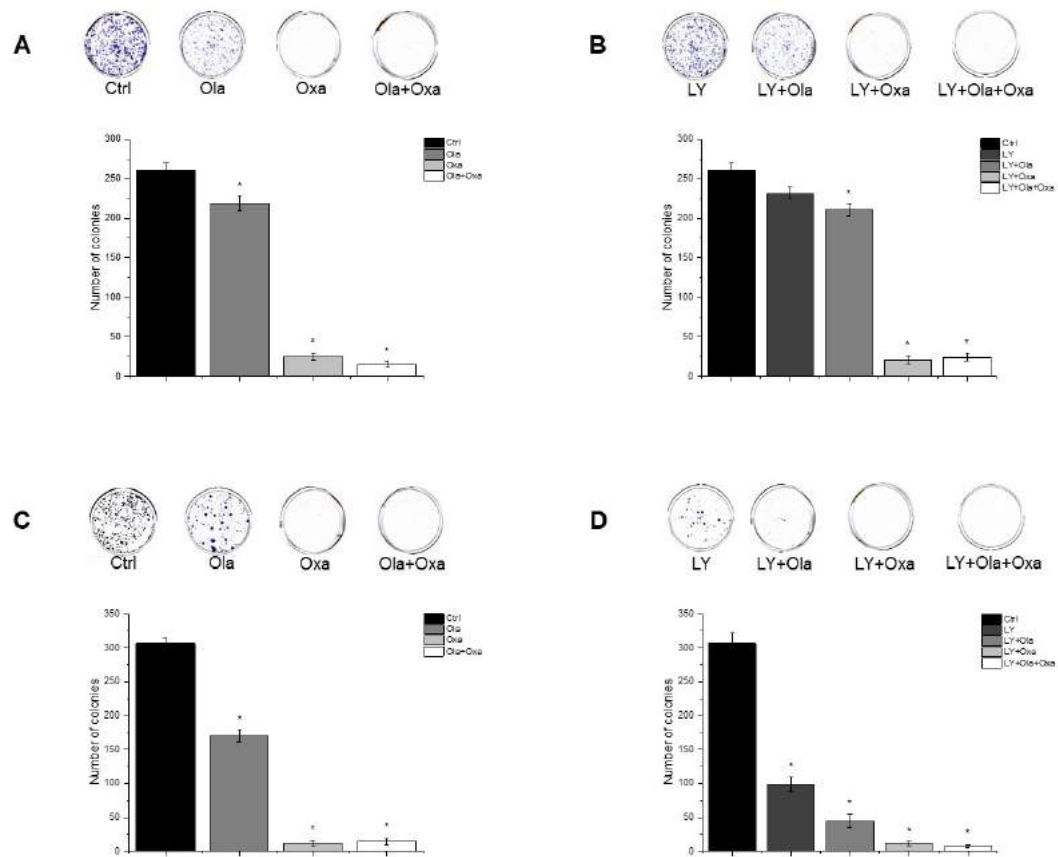 A
Ctrl Ola Oxa Ola+Oxa
Number of colonies
300
250
200
150
100
50
0
Ctrl
Ola
Oxa
Ola+Oxa
*
*
*
B
LY LY+Ola LY+Oxa LY+Ola+Oxa
Number of colonies
300
250
200
150
100
50
0
Ctrl
LY
LY+Ola
LY+Oxa
LY+Ola+Oxa
*
*
*
C
Ctrl Ola Oxa Ola+Oxa
Number of colonies
350
300
250
200
150
100
50
0
Ctrl
Ola
Oxa
Ola+Oxa
*
*
*
D
LY LY+Ola LY+Oxa LY+Ola+Oxa
Number of colonies
350
300
250
200
150
100
50
0
Ctrl
LY
LY+Ola
LY+Oxa
LY+Ola+Oxa
*
*
*
*